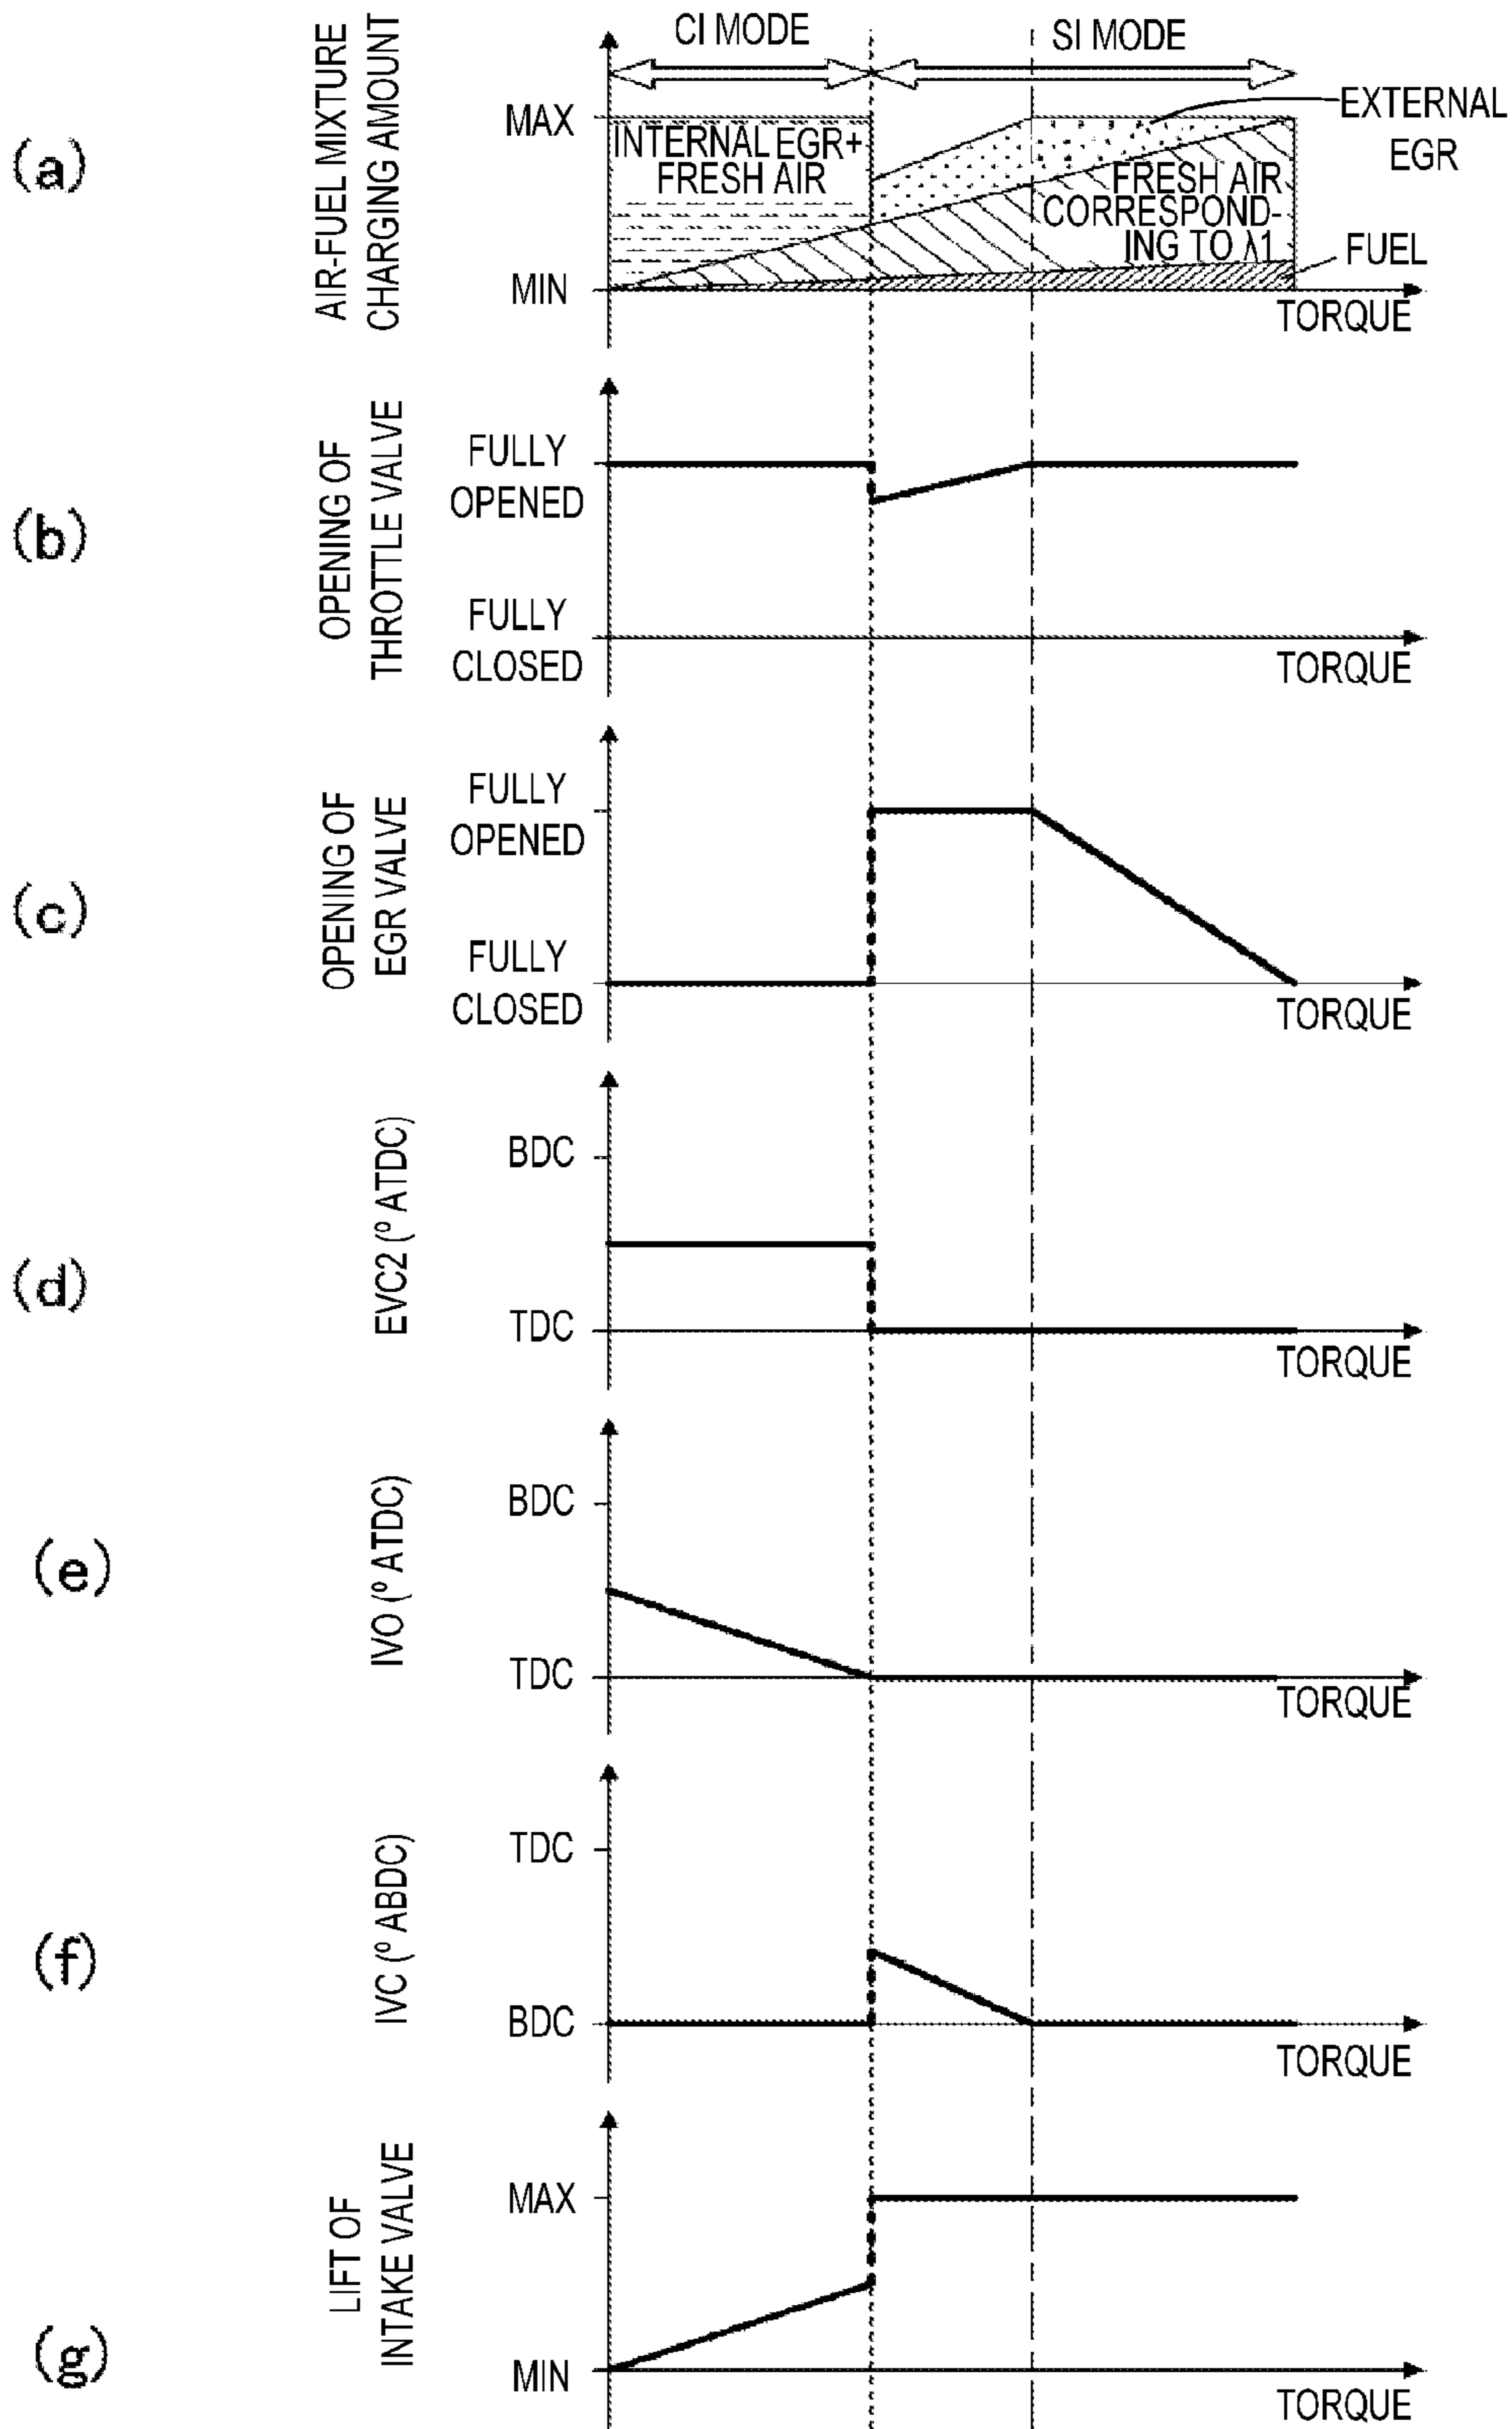 (a)
AIR-FUEL MIXTURE
CHARGING AMOUNT
CI MODE
SI MODE
MAX
INTERNAL EGR+
FRESH AIR
EXTERNAL
EGR
FRESH AIR
CORRESPOND-
ING TO λ1
FUEL
MIN
TORQUE
(b)
OPENING OF
THROTTLE VALVE
FULLY
OPENED
FULLY
CLOSED
TORQUE
(c)
OPENING OF
EGR VALVE
FULLY
OPENED
FULLY
CLOSED
TORQUE
(d)
EVC2 (º ATDC)
BDC
TDC
TORQUE
(e)
IVO (º ATDC)
BDC
TDC
TORQUE
(f)
IVC (º ABDC)
TDC
BDC
TORQUE
(g)
LIFT OF
INTAKE VALVE
MAX
MIN
TORQUE